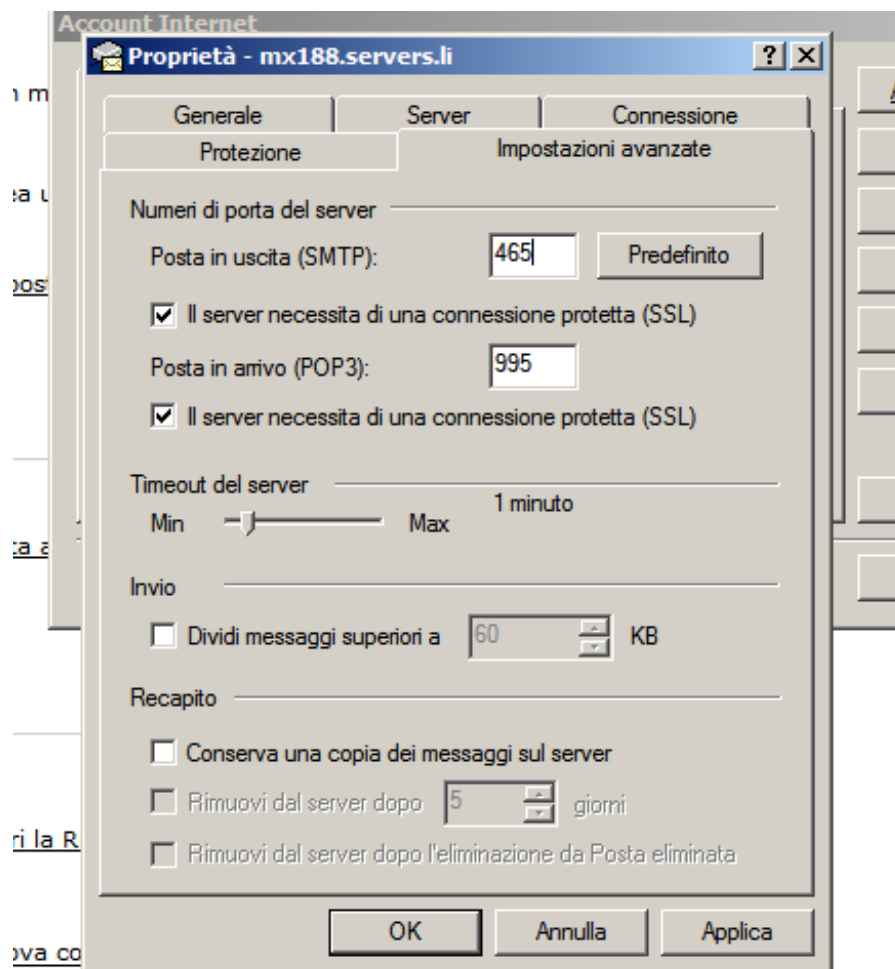 Account Internet
Proprietà - mx188.servers.li
Generale Server Connessione
Protezione Impostazioni avanzate
Numeri di porta del server
Posta in uscita (SMTP): 465 Predefinito
Il server necessita di una connessione protetta (SSL)
Posta in arrivo (POP3): 995
Il server necessita di una connessione protetta (SSL)
Timeout del server
Min Max 1 minuto
Invio
Dividi messaggi superiori a 60 KB
Recapito
Conserva una copia dei messaggi sul server
Rimuovi dal server dopo 5 giorni
Rimuovi dal server dopo l'eliminazione da Posta eliminata
OK Annulla Applica